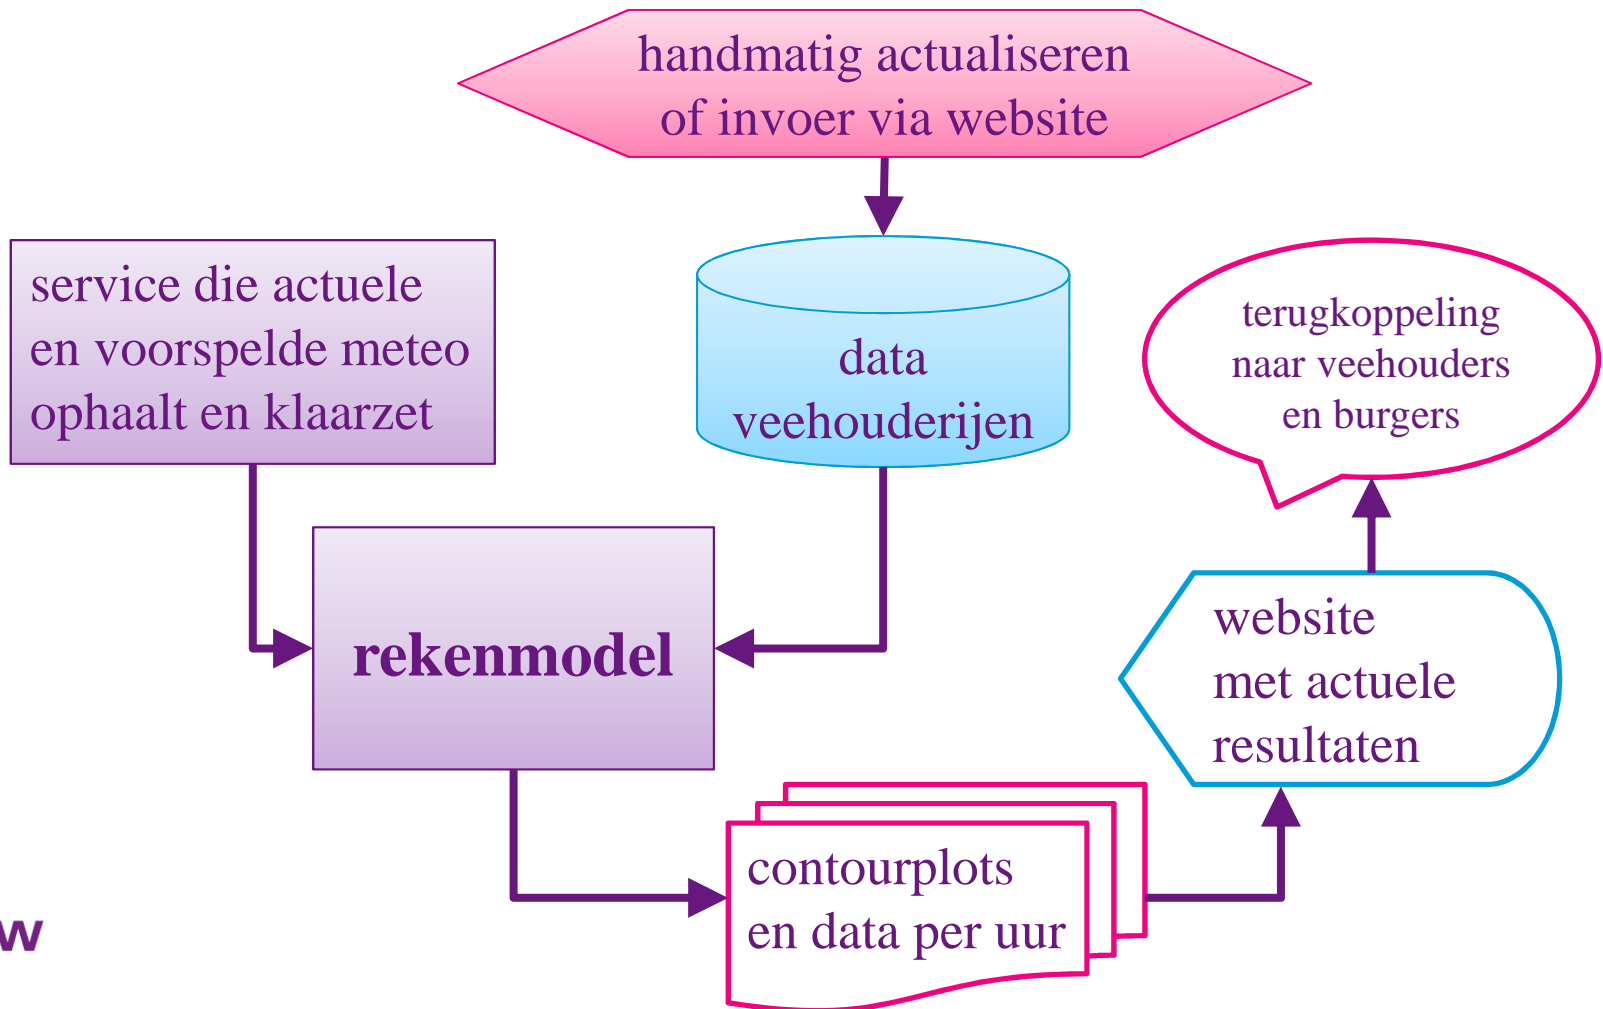 handmatig actualiseren
of invoer via website
service die actuele
en voorspelde meteo
ophaalt en klaarzet
data
veehouderijen
terugkoppeling
naar veehouders
en burgers
rekenmodel
website
met actuele
resultaten
contourplots
en data per uur
w